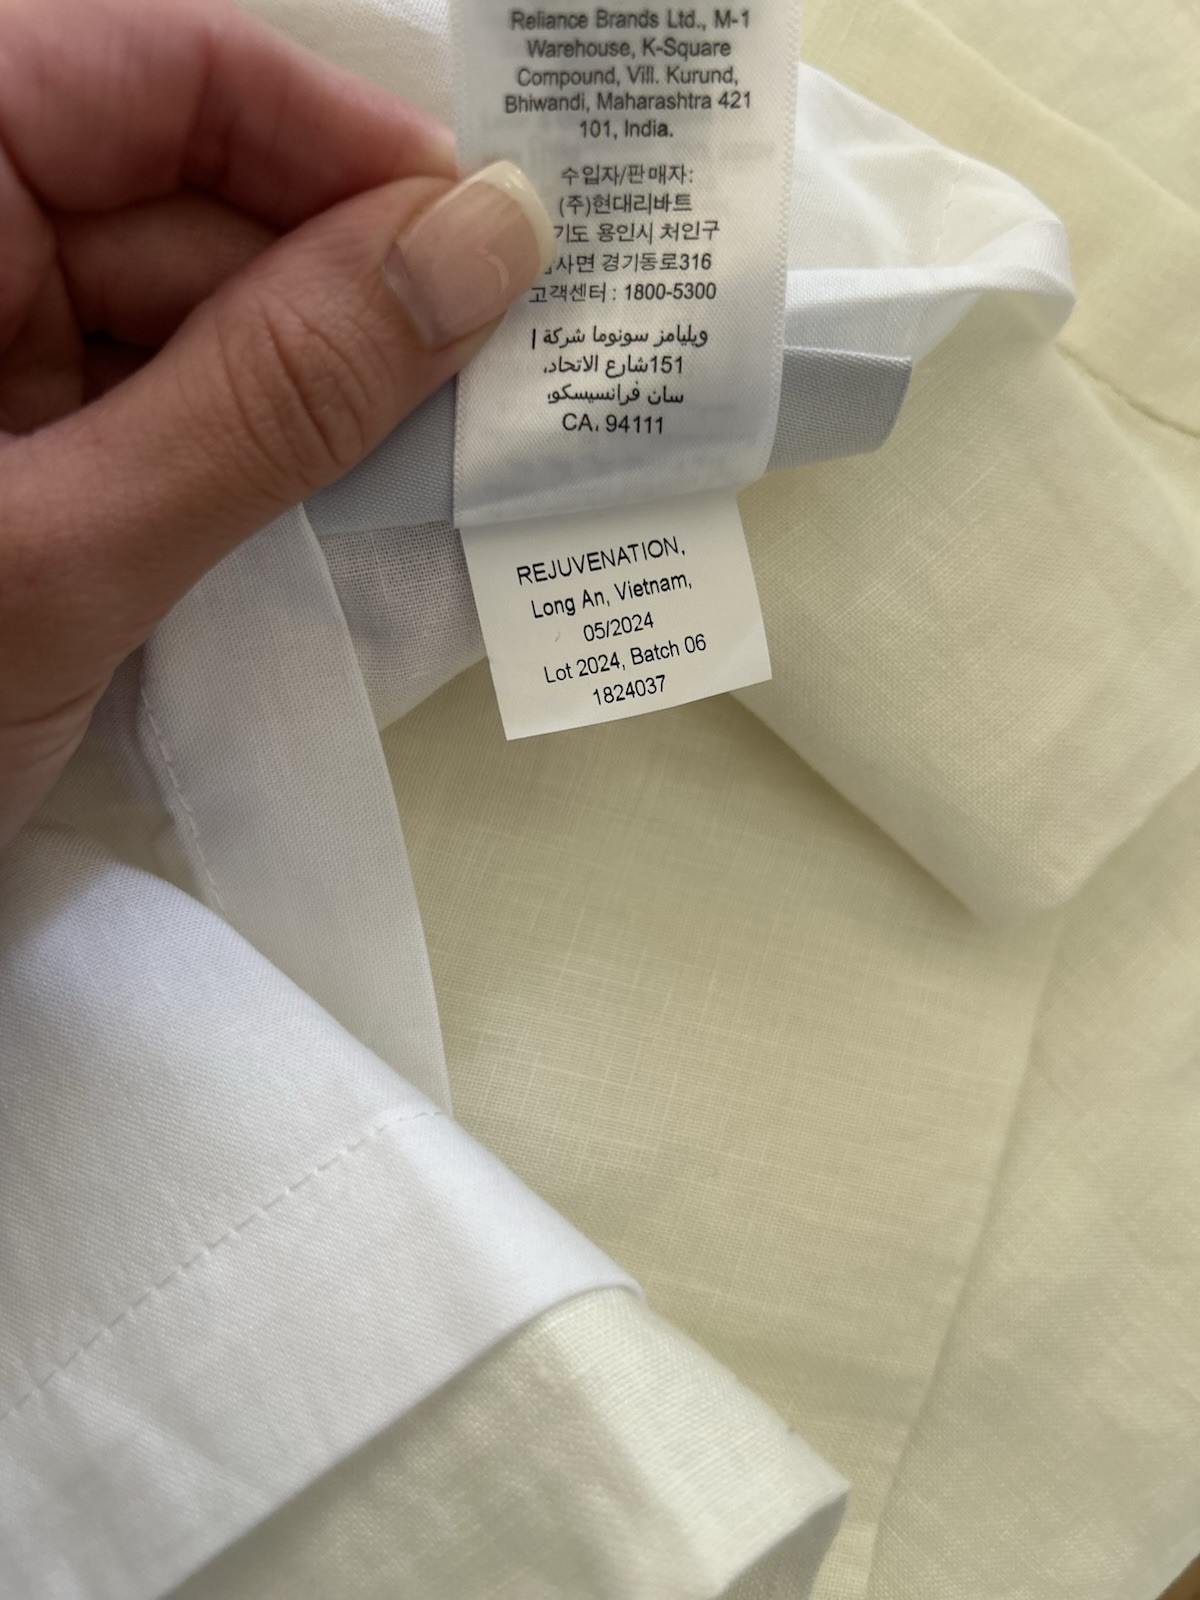 Reliance Brands Ltd., M-1
Warehouse, K-Square
Compound, Vill. Kurund,
Bhiwandi, Maharashtra 421
101, India.
수입자/판매자:
(주)현대리바트
용인시 처인구
경기동로316
고객센터 : 1800-5300
ويليامز سونوما شركة |
151شارع الاتحاد،
سان فرانسيسكو،
CA، 94111
REJUVENATION,
Long An, Vietnam,
05/2024
Lot 2024, Batch 06
1824037